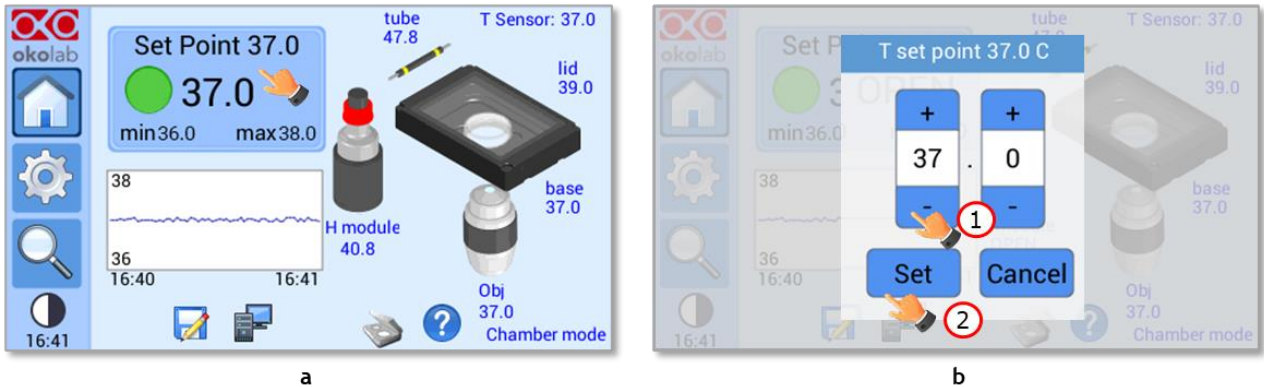 okolab
Set Point 37.0
37.0
min36.0 max38.0
tube
47.8
T Sensor: 37.0
lid
39.0
base
37.0
H module
40.8
38
36
16:40 16:41
Obj
37.0
Chamber mode
?
16:41
a
okolab
Set P
tube
T Sensor: 37.0
T set point 37.0 C
lid
39.0
3 OPEN
min36.0
+ +
37 . 0
- -
1
38
36
16:40
base
37.0
Set Cancel
2
Obj
37.0
Chamber mode
?
16:41
b